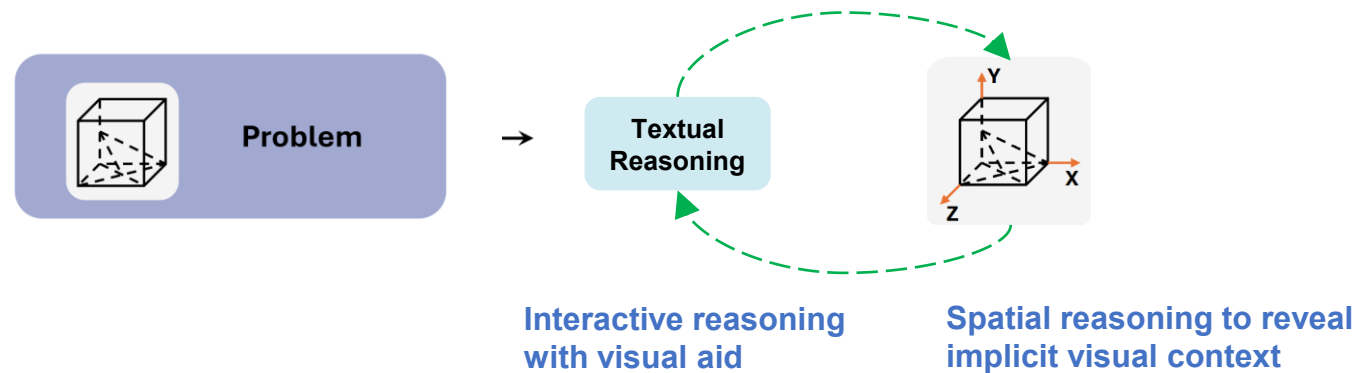 Problem
Textual
Reasoning
Y
X
Z
Interactive reasoning
with visual aid
Spatial reasoning to reveal
implicit visual context